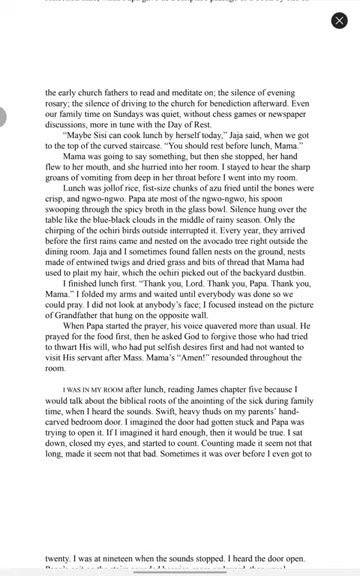 the early church fathers to read and meditate on; the silence of evening
rosary; the silence of driving to the church for benediction afterward. Even
our family time on Sundays was quiet, without chess games or newspaper
discussions, more in tune with the Day of Rest.
“Maybe Sisi can cook lunch by herself today,” Jaja said, when we got
to the top of the curved staircase. “You should rest before lunch, Mama.”
Mama was going to say something, but then she stopped, her hand
flew to her mouth, and she hurried into her room. I stayed to hear the sharp
groans of vomiting from deep in her throat before I went into my room.
Lunch was jollof rice, fist-size chunks of azu fried until the bones were
crisp, and ngwo-ngwo. Papa ate most of the ngwo-ngwo, his spoon
swooping through the spicy broth in the glass bowl. Silence hung over the
table like the blue-black clouds in the middle of rainy season. Only the
chirping of the ochiri birds outside interrupted it. Every year, they arrived
before the first rains came and nested on the avocado tree right outside the
dining room. Jaja and I sometimes found fallen nests on the ground, nests
made of entwined twigs and dried grass and bits of thread that Mama had
used to plait my hair, which the ochiri picked out of the backyard dustbin.
I finished lunch first. “Thank you, Lord. Thank you, Papa. Thank you,
Mama.” I folded my arms and waited until everybody was done so we
could pray. I did not look at anybody’s face; I focused instead on the picture
of Grandfather that hung on the opposite wall.
When Papa started the prayer, his voice quavered more than usual. He
prayed for the food first, then he asked God to forgive those who had tried
to thwart His will, who had put selfish desires first and had not wanted to
visit His servant after Mass. Mama’s “Amen!” resounded throughout the
room.
I WAS IN MY ROOM after lunch, reading James chapter five because I
would talk about the biblical roots of the anointing of the sick during family
time, when I heard the sounds. Swift, heavy thuds on my parents’ hand-
carved bedroom door. I imagined the door had gotten stuck and Papa was
trying to open it. If I imagined it hard enough, then it would be true. I sat
down, closed my eyes, and started to count. Counting made it seem not that
long, made it seem not that bad. Sometimes it was over before I even got to
twenty. I was at nineteen when the sounds stopped. I heard the door open.